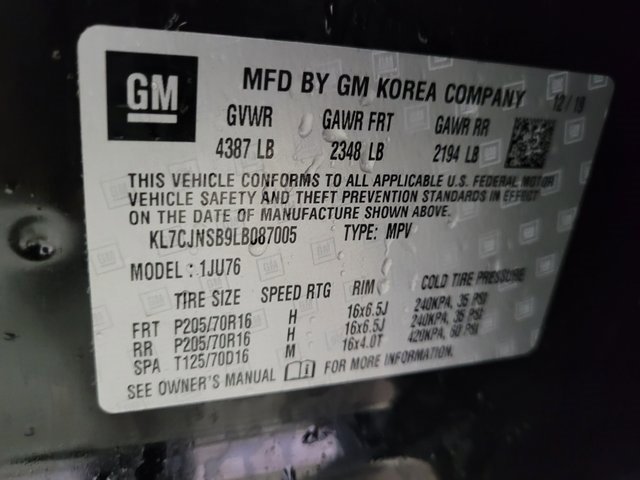 GM
MFD BY GM KOREA COMPANY 12/19
GVWR GAWR FRT GAWR RR
4387 LB 2348 LB 2194 LB
THIS VEHICLE CONFORMS TO ALL APPLICABLE U.S. FEDERAL MOTOR
VEHICLE SAFETY AND THEFT PREVENTION STANDARDS IN EFFECT
ON THE DATE OF MANUFACTURE SHOWN ABOVE.
KL7CJNSB9LB087005 TYPE: MPV
MODEL: 1JU76
TIRE SIZE SPEED RTG RIM COLD TIRE PRESSURE
FRT P205/70R16 H 16x6.5J 240KPA, 35 PSI
RR P205/70R16 H 16x6.5J 240KPA, 35 PSI
SPA T125/70D16 M 16x4.0T 420KPA, 60 PSI
SEE OWNER'S MANUAL FOR MORE INFORMATION.